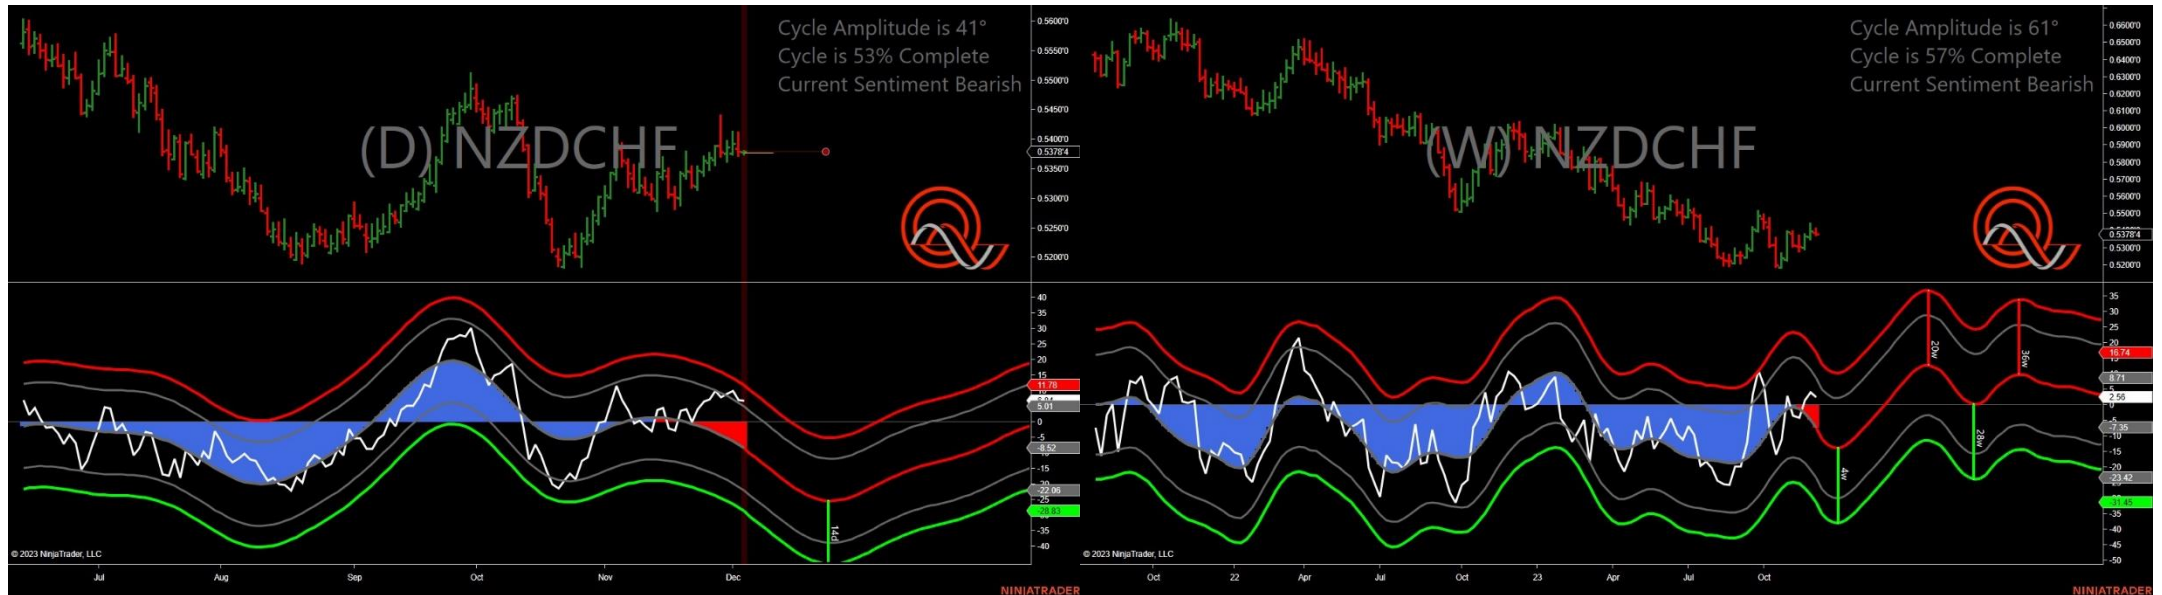 Cycle Amplitude is 41°
Cycle is 53% Complete
Current Sentiment Bearish
(D) NZDCHF
0.5600'0
0.5550'0
0.5500'0
0.5450'0
0.5400'0
0.5378'4
0.5350'0
0.5300'0
0.5250'0
0.5200'0
40
35
30
25
20
15
11.78
5.01
0
-5
-8.52
-15
-20
-22.06
-25
-28.83
-35
-40
14d
© 2023 NinjaTrader, LLC
Jul
Aug
Sep
Oct
Nov
Dec
NINJATRADER
Cycle Amplitude is 61°
Cycle is 57% Complete
Current Sentiment Bearish
(W) NZDCHF
0.6600'0
0.6500'0
0.6400'0
0.6300'0
0.6200'0
0.6100'0
0.6000'0
0.5900'0
0.5800'0
0.5700'0
0.5600'0
0.5500'0
0.5378'4
0.5300'0
0.5200'0
35
30
25
20
16.74
8.71
2.56
0
-7.35
-10
-15
-20
-23.42
-31.45
-35
-40
-45
-50
4w
20w
28w
36w
© 2023 NinjaTrader, LLC
Oct
22
Apr
Jul
Oct
23
Apr
Jul
Oct
NINJATRADER